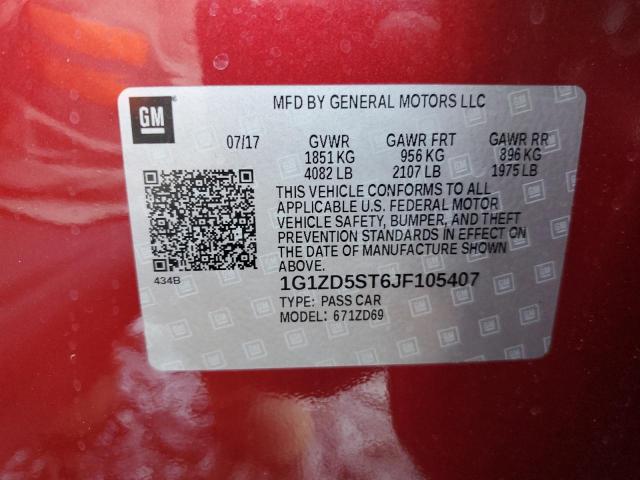 GM
MFD BY GENERAL MOTORS LLC
07/17 GVWR GAWR FRT GAWR RR
1851 KG 956 KG 896 KG
4082 LB 2107 LB 1975 LB
THIS VEHICLE CONFORMS TO ALL
APPLICABLE U.S. FEDERAL MOTOR
VEHICLE SAFETY, BUMPER, AND THEFT
PREVENTION STANDARDS IN EFFECT ON
THE DATE OF MANUFACTURE SHOWN
ABOVE.
434B
1G1ZD5ST6JF105407
TYPE: PASS CAR
MODEL: 671ZD69